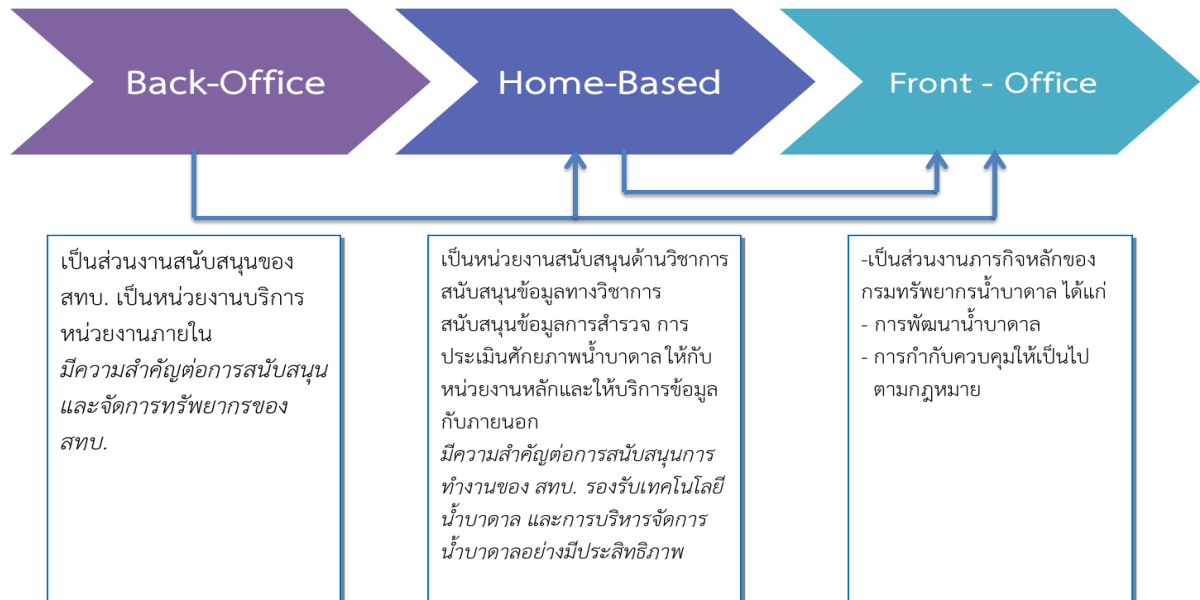 Back-Office
Home-Based
Front - Office
เป็นส่วนงานสนับสนุนของ
สทบ. เป็นหน่วยงานบริการ
หน่วยงานภายใน
มีความสำคัญต่อการสนับสนุน
และจัดการทรัพยากรของ
สทบ.
เป็นหน่วยงานสนับสนุนด้านวิชาการ
สนับสนุนข้อมูลทางวิชาการ
สนับสนุนข้อมูลการสำรวจ การ
ประเมินศักยภาพน้ำบาดาล ให้กับ
หน่วยงานหลักและให้บริการข้อมูล
กับภายนอก
มีความสำคัญต่อการสนับสนุนการ
ทำงานของ สทบ. รองรับเทคโนโลยี
น้ำบาดาล และการบริหารจัดการ
น้ำบาดาลอย่างมีประสิทธิภาพ
-เป็นส่วนงานภารกิจหลักของ
กรมทรัพยากรน้ำบาดาล ได้แก่
- การพัฒนาน้ำบาดาล
- การกำกับควบคุมให้เป็นไป
ตามกฎหมาย